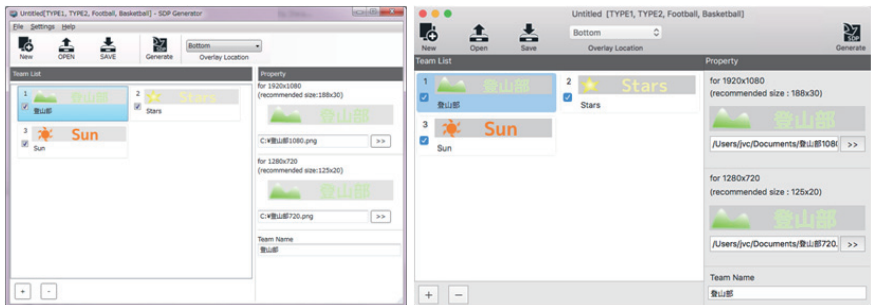 Untitled[TYPE1, TYPE2, Football, Basketball] - SDP Generator
File Settings Help
New OPEN SAVE Generate Bottom
Overlay Location
Team List
Property
1 登山部
登山部
2 Stars
Stars
3 Sun
Sun
for 1920x1080
(recommended size:188x30)
登山部
C:¥登山部1080.png >>
for 1280x720
(recommended size:125x20)
登山部
C:¥登山部720.png >>
Team Name
登山部
+ -
Untitled [TYPE1, TYPE2, Football, Basketball]
New Open Save Bottom
Overlay Location
SDP
Generate
Team List
Property
1 登山部
登山部
2 Stars
Stars
3 Sun
Sun
for 1920x1080
(recommended size : 188x30)
登山部
/Users/jvc/Documents/登山部108( >>
for 1280x720
(recommended size : 125x20)
登山部
/Users/jvc/Documents/登山部720. >>
Team Name
登山部
+ −